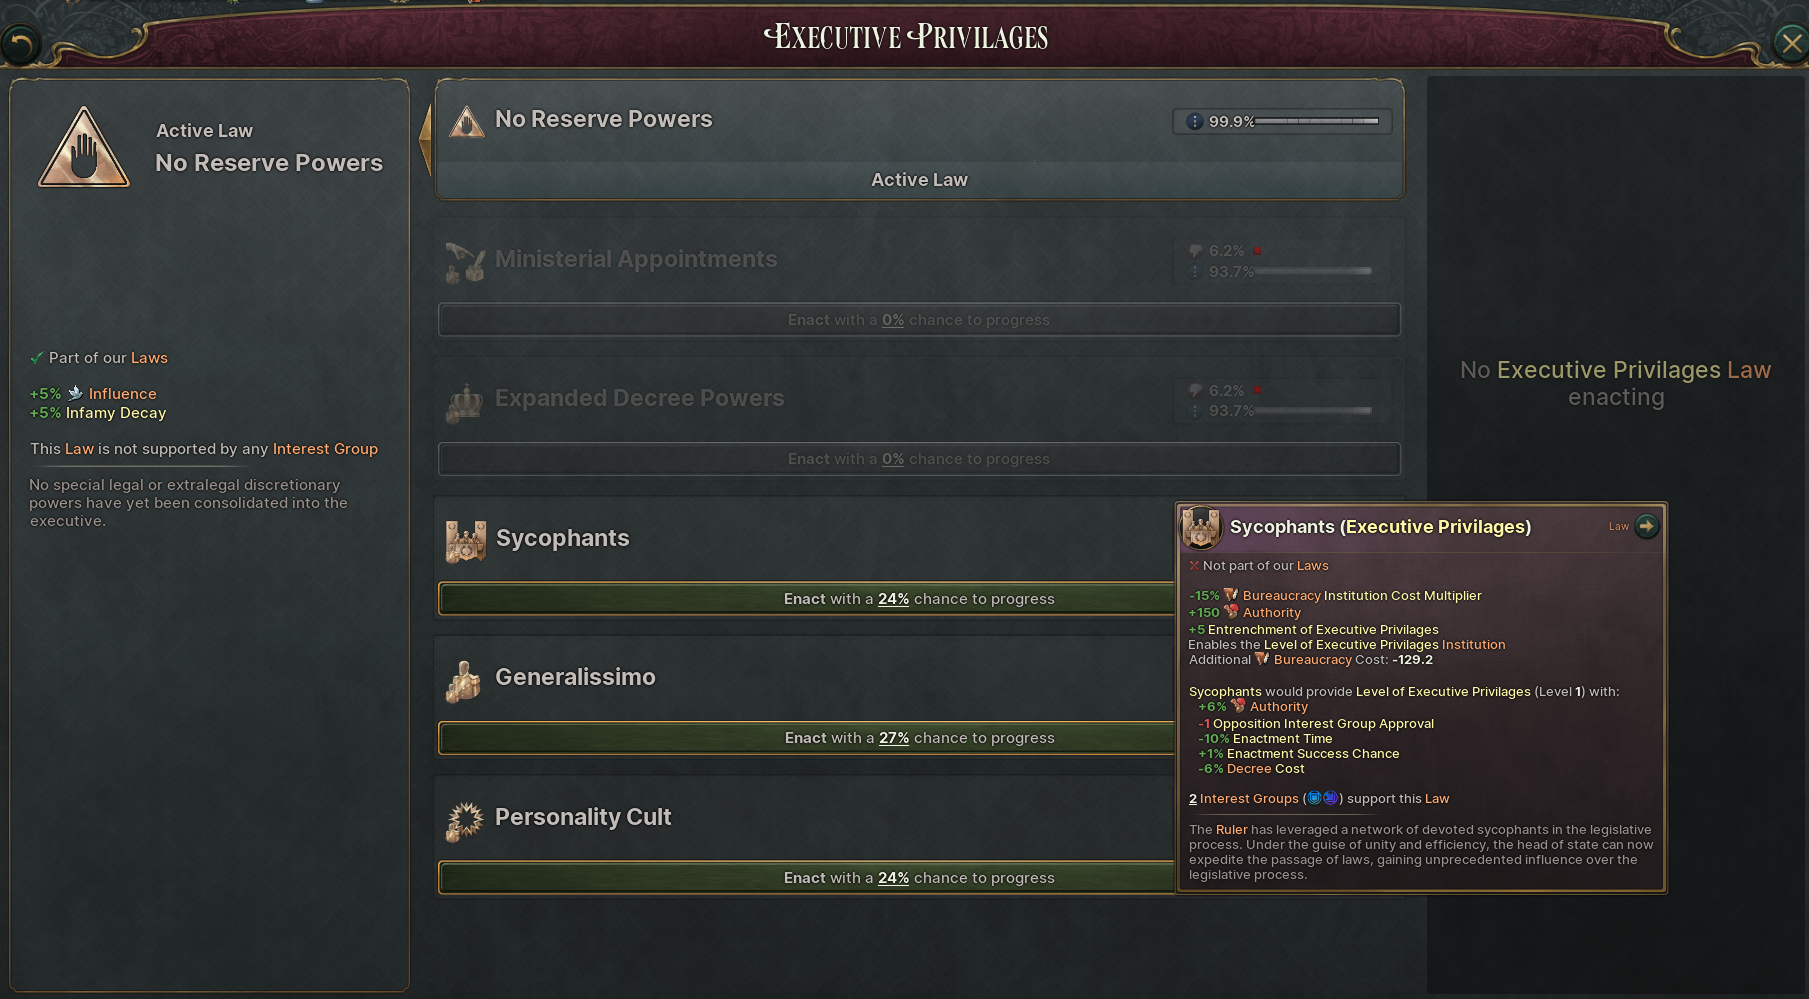 EXECUTIVE PRIVILAGES
Active Law
No Reserve Powers
Part of our Laws
+5% Influence
+5% Infamy Decay
This Law is not supported by any Interest Group
No special legal or extralegal discretionary
powers have yet been consolidated into the
executive.
No Reserve Powers
99.9%
Active Law
Ministerial Appointments
6.2%
93.7%
Enact with a 0% chance to progress
Expanded Decree Powers
6.2%
93.7%
Enact with a 0% chance to progress
Sycophants
Enact with a 24% chance to progress
Generalissimo
Enact with a 27% chance to progress
Personality Cult
Enact with a 24% chance to progress
No Executive Privilages Law
enacting
Sycophants (Executive Privilages)
Law
Not part of our Laws
-15% Bureaucracy Institution Cost Multiplier
+150 Authority
+5 Entrenchment of Executive Privilages
Enables the Level of Executive Privilages Institution
Additional Bureaucracy Cost: -129.2
Sycophants would provide Level of Executive Privilages (Level 1) with:
+6% Authority
-1 Opposition Interest Group Approval
-10% Enactment Time
+1% Enactment Success Chance
-6% Decree Cost
2 Interest Groups () support this Law
The Ruler has leveraged a network of devoted sycophants in the legislative
process. Under the guise of unity and efficiency, the head of state can now
expedite the passage of laws, gaining unprecedented influence over the
legislative process.